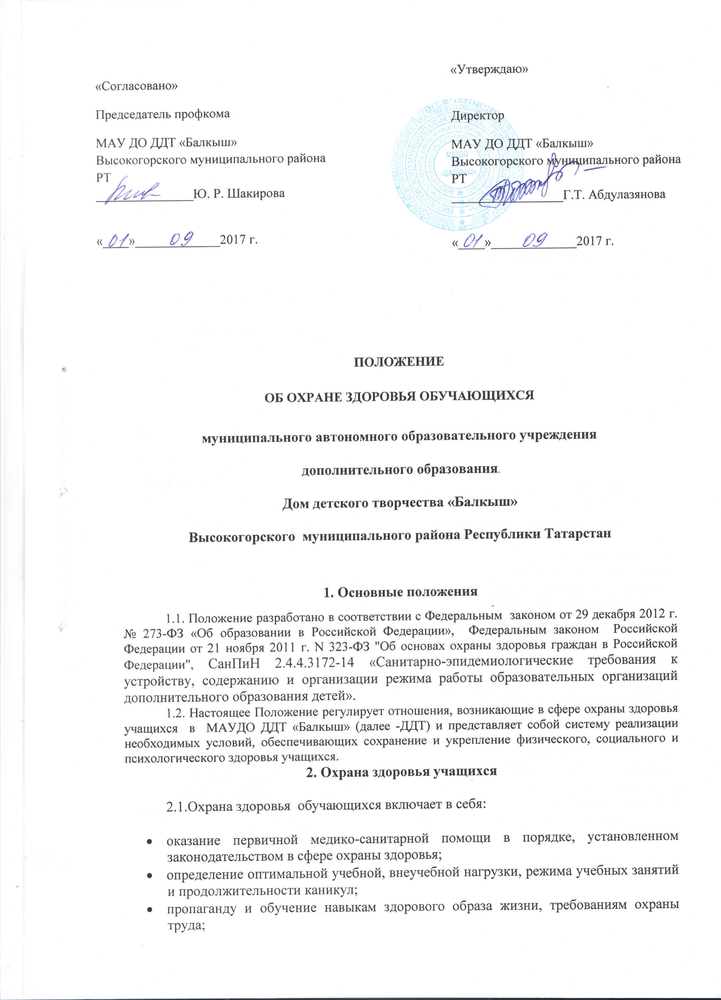 «Согласовано»
Председатель профкома
МАУ ДО ДДТ «Балкыш»
Высокогорского муниципального района
РТ
_______________Ю. Р. Шакирова
«01»_____09_____2017 г.
«Утверждаю»
Директор
МАУ ДО ДДТ «Балкыш»
Высокогорского муниципального района
РТ
_________________Г.Т. Абдулазянова
«01»_____09_____2017 г.
МАУДО
«БАЛКЫШ»
ПОЛОЖЕНИЕ
ОБ ОХРАНЕ ЗДОРОВЬЯ ОБУЧАЮЩИХСЯ
муниципального автономного образовательного учреждения
дополнительного образования
Дом детского творчества «Балкыш»
Высокогорского муниципального района Республики Татарстан
1. Основные положения
1.1. Положение разработано в соответствии с Федеральным законом от 29 декабря 2012 г.
№ 273-ФЗ «Об образовании в Российской Федерации», Федеральным законом Российской
Федерации от 21 ноября 2011 г. N 323-ФЗ "Об основах охраны здоровья граждан в Российской
Федерации", СанПиН 2.4.4.3172-14 «Санитарно-эпидемиологические требования к
устройству, содержанию и организации режима работы образовательных организаций
дополнительного образования детей».
1.2. Настоящее Положение регулирует отношения, возникающие в сфере охраны здоровья
учащихся в МАУДО ДДТ «Балкыш» (далее -ДДТ) и представляет собой систему реализации
необходимых условий, обеспечивающих сохранение и укрепление физического, социального и
психологического здоровья учащихся.
2. Охрана здоровья учащихся
2.1.Охрана здоровья обучающихся включает в себя:
• оказание первичной медико-санитарной помощи в порядке, установленном
законодательством в сфере охраны здоровья;
• определение оптимальной учебной, внеучебной нагрузки, режима учебных занятий
и продолжительности каникул;
• пропаганду и обучение навыкам здорового образа жизни, требованиям охраны
труда;